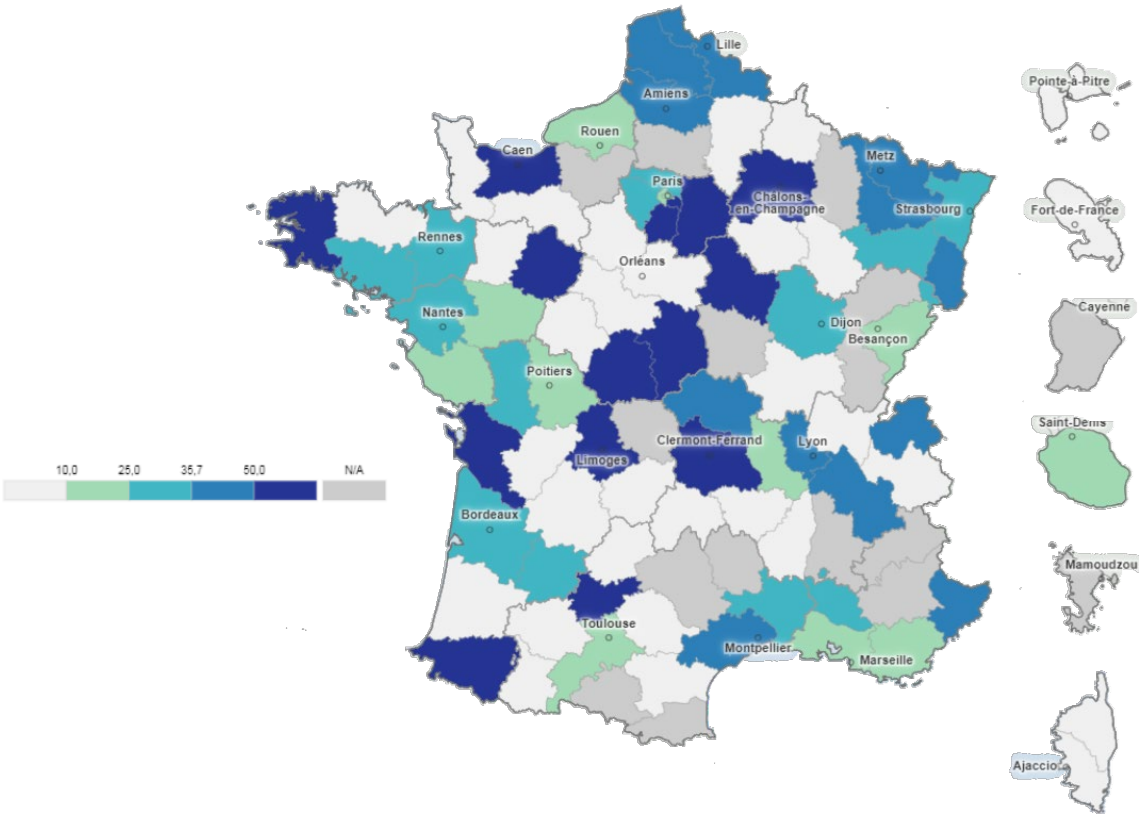 Lille
Pointe-à-Pitre
Amiens
Rouen
Caen
Metz
Paris
Châlons-
en-Champagne
Strasbourg
Fort-de-France
Rennes
Orléans
Nantes
Dijon
Besançon
Cayenne
Poitiers
Saint-Denis
Clermont-Ferrand
Lyon
Limoges
10,0 25,0 35,7 50,0 N/A
Bordeaux
Mamoudzou
Toulouse
Montpellier
Marseille
Ajaccio